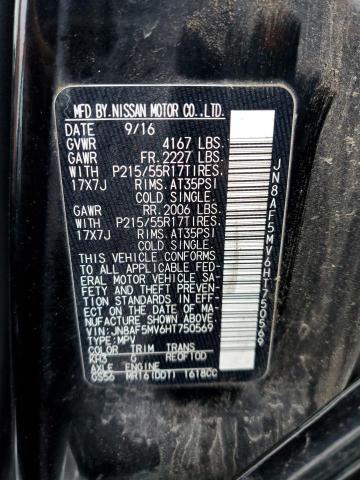 MFD BY NISSAN MOTOR CO.,LTD.
DATE 9/16
GVWR 4167 LBS.
GAWR FR. 2227 LBS.
WITH P215/55R17TIRES,
17X7J RIMS,AT35PSI
COLD SINGLE.
GAWR RR. 2006 LBS.
WITH P215/55R17TIRES,
17X7J RIMS,AT35PSI
COLD SINGLE.
THIS VEHICLE CONFORMS
TO ALL APPLICABLE FED-
ERAL MOTOR VEHICLE SA-
FETY AND THEFT PREVENTION
STANDARDS IN EFF-
ECT ON THE DATE OF MA-
NUFACTURE SHOWN ABOVE.
VIN:JN8AF5MV6HT750569
TYPE:MPV
COLOR TRIM TRANS
KH3 G
AXLE ENGINE
GS56 MR16(DDT) 1618CC
JN8AF5MV6HT750569